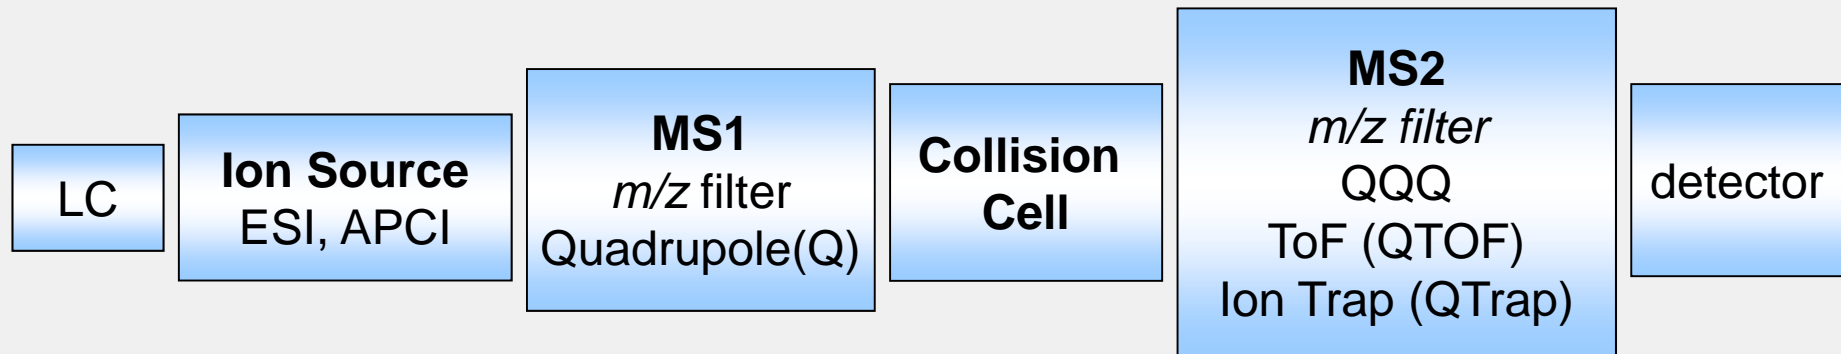 LC
Ion Source
ESI, APCI
MS1
m/z filter
Quadrupole(Q)
Collision
Cell
MS2
m/z filter
QQQ
ToF (QTOF)
Ion Trap (QTrap)
detector